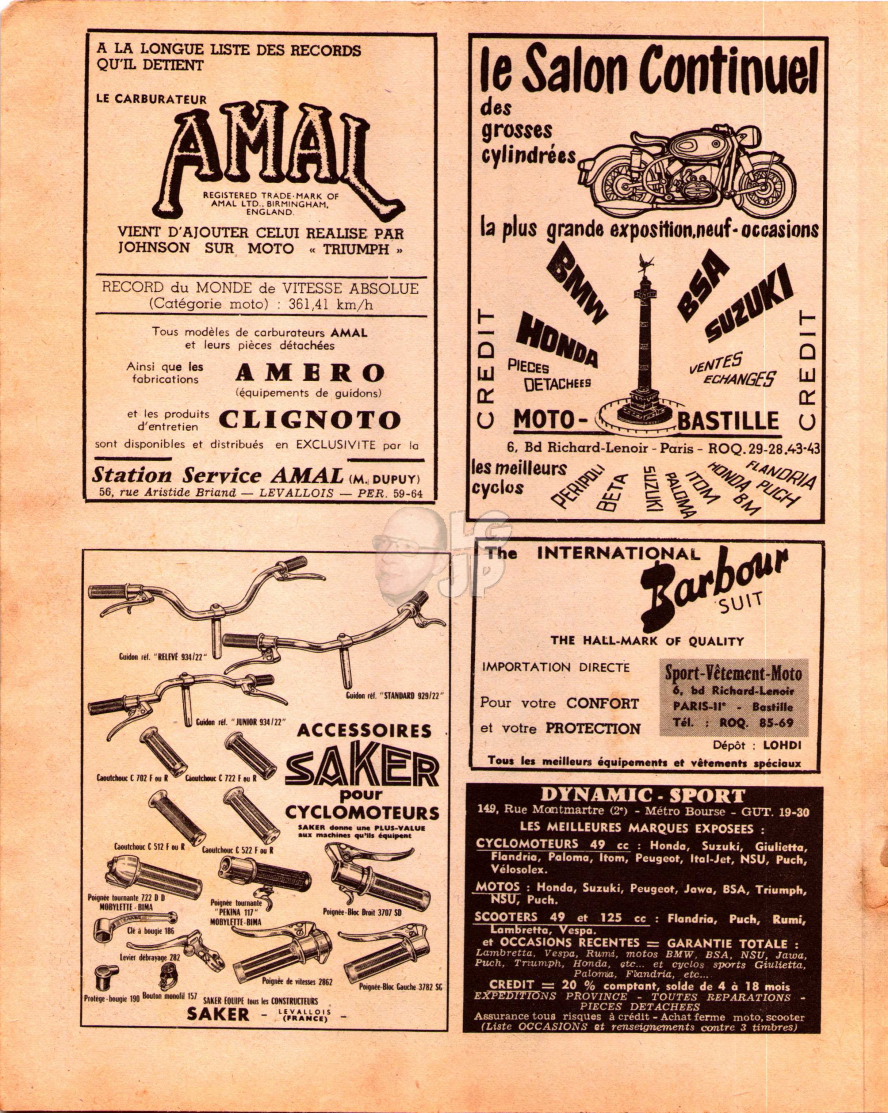 A LA LONGUE LISTE DES RECORDS
QU'IL DETIENT
LE CARBURATEUR
AMAL
REGISTERED TRADE-MARK OF
AMAL LTD., BIRMINGHAM,
ENGLAND.
VIENT D'AJOUTER CELUI REALISE PAR
JOHNSON SUR MOTO « TRIUMPH »
RECORD du MONDE de VITESSE ABSOLUE
(Catégorie moto) : 361,41 km/h
Tous modèles de carburateurs AMAL
et leurs pièces détachées
Ainsi que les
fabrications
AMERO
(équipements de guidons)
et les produits
d'entretien
CLIGNOTO
sont disponibles et distribués en EXCLUSIVITE par la
Station Service AMAL (M. DUPUY)
56, rue Aristide Briand — LEVALLOIS — PER. 59-64
le Salon Continuel
des
grosses
cylindrées
la plus grande exposition, neuf-occasions
BMW
BSA
SUZUKI
HONDA
CREDIT
CREDIT
PIECES
DETACHEES
VENTES
ECHANGES
MOTO-BASTILLE
6, Bd Richard-Lenoir - Paris - ROQ. 29-28.43-43
les meilleurs
cyclos
PERIPOLI
BETA
SUZUKI
PALOMA
ITOM
HONDA
BM
PUCH
FLANDRIA
LG
JP
Guidon réf. "RELEVÉ 934/22"
Guidon réf. "STANDARD 929/22"
Guidon réf. "JUNIOR 934/22"
ACCESSOIRES
SAKER
pour
CYCLOMOTEURS
SAKER donne une PLUS-VALUE
aux machines qu'ils équipent
Caoutchouc C 702 F ou R
Caoutchouc C 722 F ou R
Caoutchouc C 512 F ou R
Caoutchouc C 522 F ou R
Poignée tournante 722 D D
MOBYLETTE-BIMA
Poignée tournante
"PEKINA 117"
MOBYLETTE-BIMA
Poignée-Bloc Droit 3707 SD
Clé à bougie 186
Levier débrayage 282
Poignée de vitesses 2862
Poignée-Bloc Gauche 3782 SG
Protège-bougie 190
Bouton monofil 157
SAKER ÉQUIPE tous les CONSTRUCTEURS
SAKER - LEVALLOIS (FRANCE) -
The INTERNATIONAL
Barbour
SUIT
THE HALL-MARK OF QUALITY
IMPORTATION DIRECTE
Pour votre CONFORT
et votre PROTECTION
Sport-Vêtement-Moto
6, bd Richard-Lenoir
PARIS-11e - Bastille
Tél. : ROQ. 85-69
Dépôt : LOHDI
Tous les meilleurs équipements et vêtements spéciaux
DYNAMIC - SPORT
149, Rue Montmartre (2e) - Métro Bourse - GUT. 19-30
LES MEILLEURES MARQUES EXPOSEES :
CYCLOMOTEURS 49 cc : Honda, Suzuki, Giulietta,
Flandria, Paloma, Itom, Peugeot, Ital-Jet, NSU, Puch,
Vélosolex.
MOTOS : Honda, Suzuki, Peugeot, Jawa, BSA, Triumph,
NSU, Puch.
SCOOTERS 49 et 125 cc : Flandria, Puch, Rumi,
Lambretta, Vespa.
et OCCASIONS RECENTES = GARANTIE TOTALE :
Lambretta, Vespa, Rumi, motos BMW, BSA, NSU, Jawa,
Puch, Triumph, Honda, etc... et cyclos sports Giulietta,
Paloma, Flandria, etc...
CREDIT = 20 % comptant, solde de 4 à 18 mois
EXPEDITIONS PROVINCE - TOUTES REPARATIONS -
PIECES DETACHEES
Assurance tous risques à crédit - Achat ferme moto, scooter
(Liste OCCASIONS et renseignements contre 3 timbres)